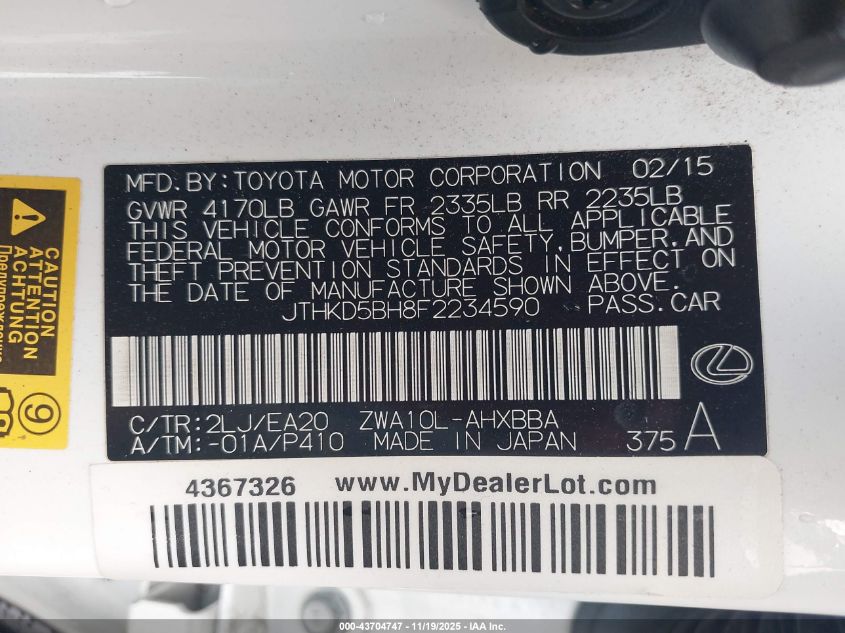 MFD.BY:TOYOTA MOTOR CORPORATION 02/15
GVWR 4170LB GAWR FR 2335LB RR 2235LB
THIS VEHICLE CONFORMS TO ALL APPLICABLE
FEDERAL MOTOR VEHICLE SAFETY,BUMPER,AND
THEFT PREVENTION STANDARDS IN EFFECT ON
THE DATE OF MANUFACTURE SHOWN ABOVE.
JTHKD5BH8F2234590 PASS.CAR
C/TR:2LJ/EA20 ZWA10L-AHXBBA
A/TM:-01A/P410 MADE IN JAPAN 375A
CAUTION
ATTENTION
ACHTUNG
Предупреждение
9
4367326 www.MyDealerLot.com
000-43704747 - 11/19/2025 - IAA Inc.